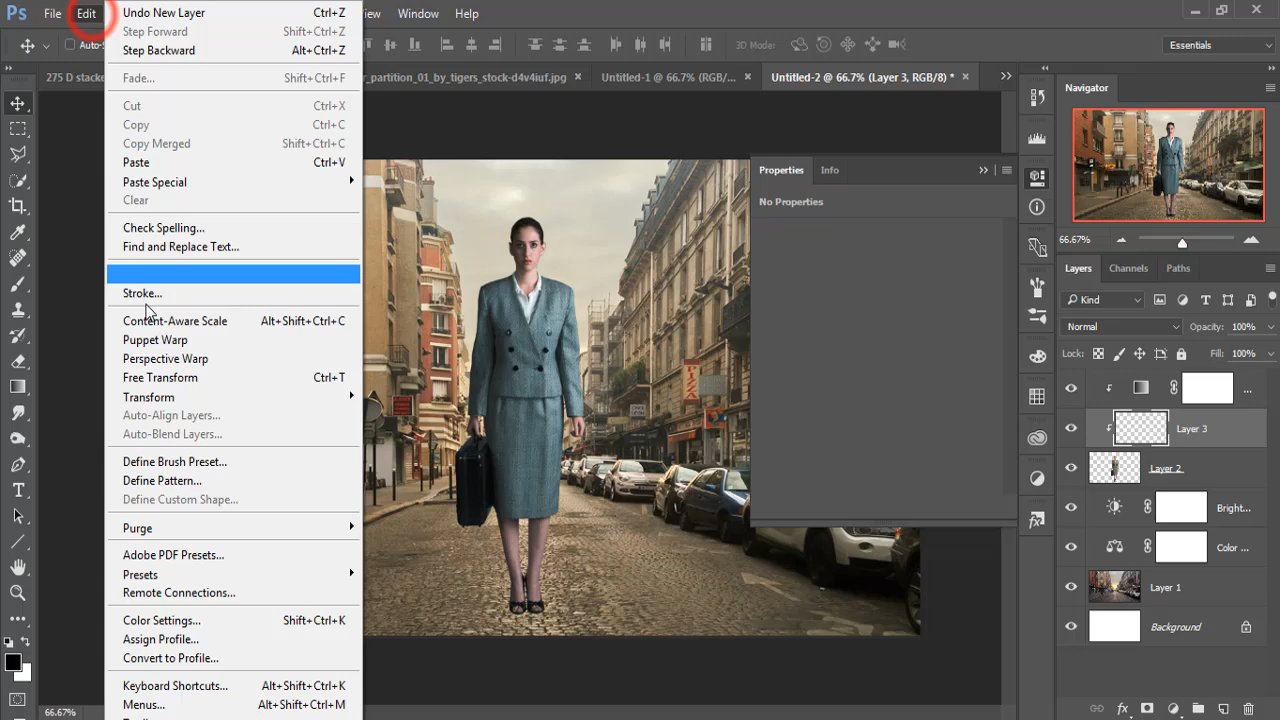 Ps File Edit iew Window Help
Undo New Layer Ctrl+Z
Step Forward Shift+Ctrl+Z
Step Backward Alt+Ctrl+Z
Fade... Shift+Ctrl+F
Cut Ctrl+X
Copy Ctrl+C
Copy Merged Shift+Ctrl+C
Paste Ctrl+V
Paste Special
Clear
Check Spelling...
Find and Replace Text...
Stroke...
Content-Aware Scale Alt+Shift+Ctrl+C
Puppet Warp
Perspective Warp
Free Transform Ctrl+T
Transform
Auto-Align Layers...
Auto-Blend Layers...
Define Brush Preset...
Define Pattern...
Define Custom Shape...
Purge
Adobe PDF Presets...
Presets
Remote Connections...
Color Settings... Shift+Ctrl+K
Assign Profile...
Convert to Profile...
Keyboard Shortcuts... Alt+Shift+Ctrl+K
Menus... Alt+Shift+Ctrl+M
Auto-S
3D Mode:
Essentials
275 D stacke
r_partition_01_by_tigers_stock-d4v4iuf.jpg
Untitled-1 @ 66.7% (RGB/...
Untitled-2 @ 66.7% (Layer 3, RGB/8) *
Properties Info
No Properties
PIZZA
Navigator
66.67%
Layers Channels Paths
Kind
Normal Opacity: 100%
Lock: Fill: 100%
...
Layer 3
Layer 2
Bright...
Color ...
Layer 1
Background
66.67%